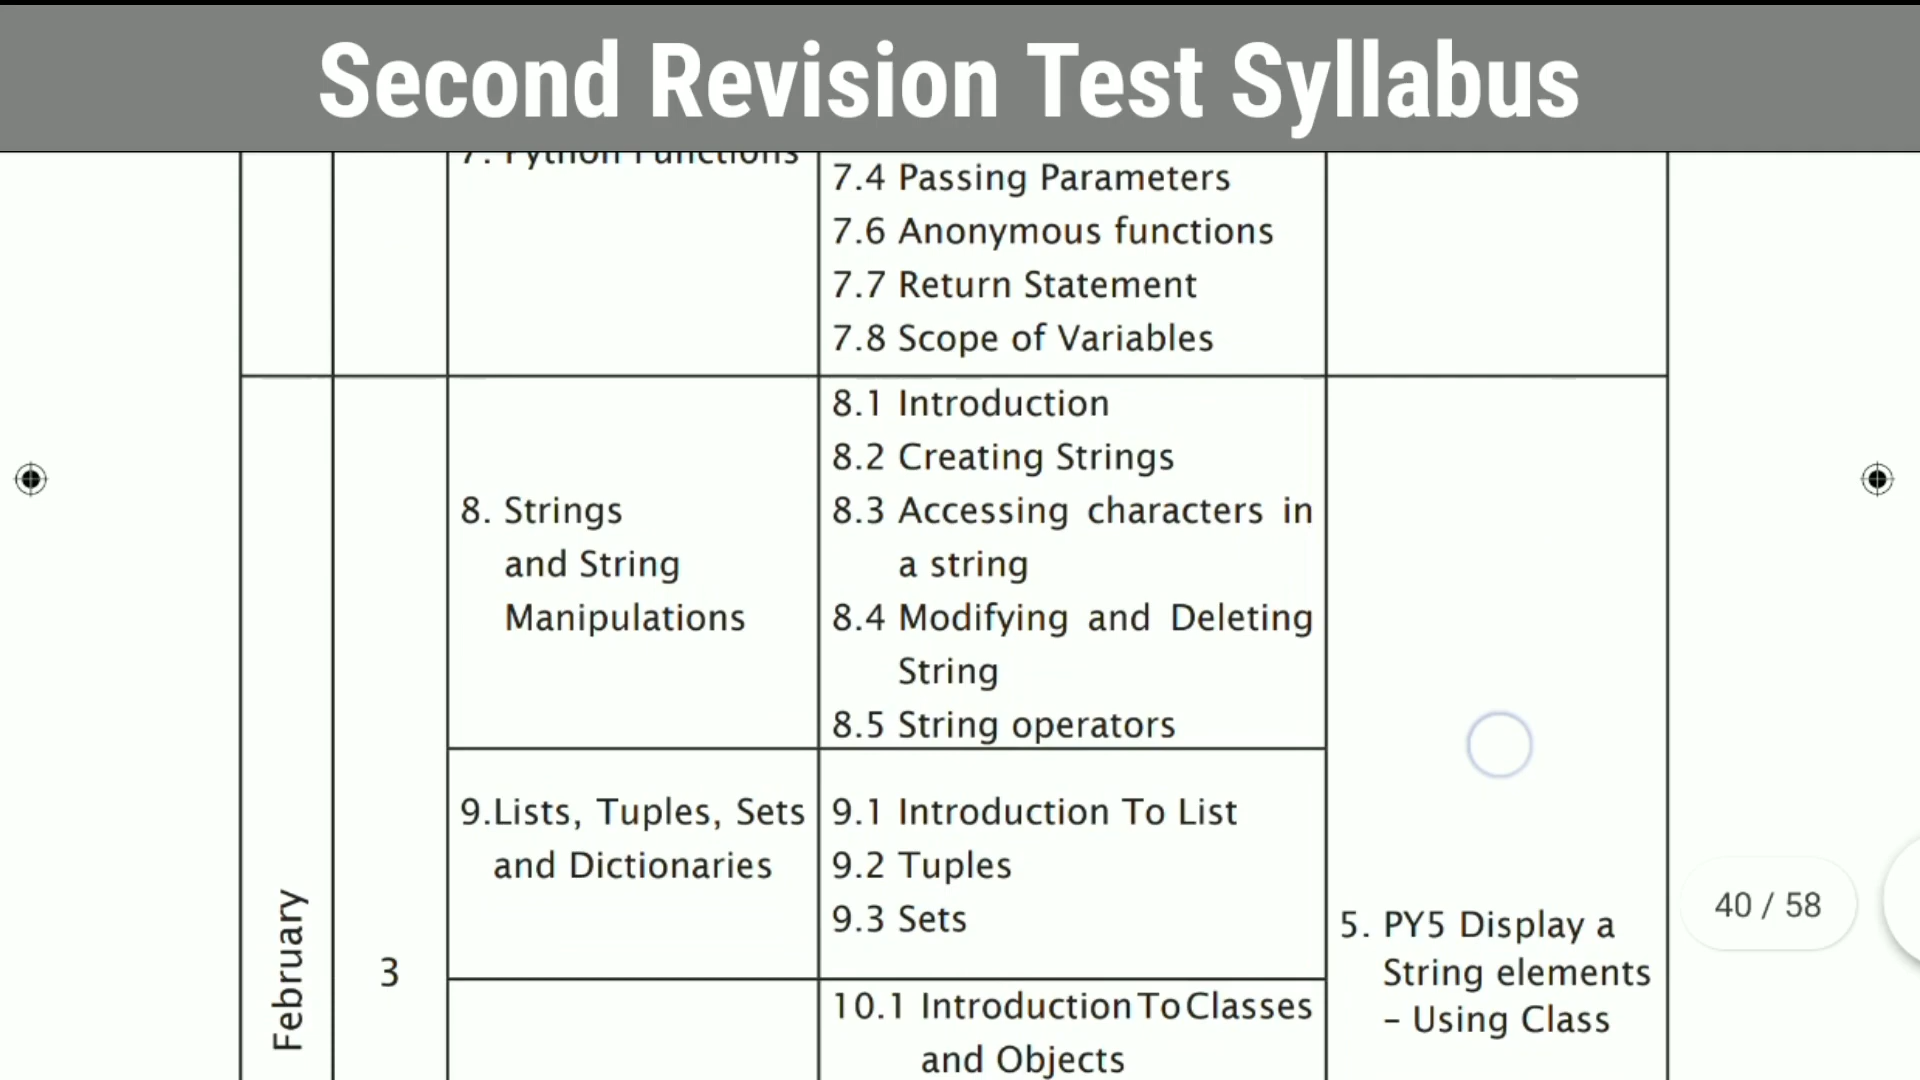 Second Revision Test Syllabus
7. Python Functions
7.4 Passing Parameters
7.6 Anonymous functions
7.7 Return Statement
7.8 Scope of Variables
February
3
8. Strings
and String
Manipulations
8.1 Introduction
8.2 Creating Strings
8.3 Accessing characters in
a string
8.4 Modifying and Deleting
String
8.5 String operators
9.Lists, Tuples, Sets
and Dictionaries
9.1 Introduction To List
9.2 Tuples
9.3 Sets
10.1 Introduction To Classes
and Objects
5. PY5 Display a
String elements
– Using Class
40 / 58